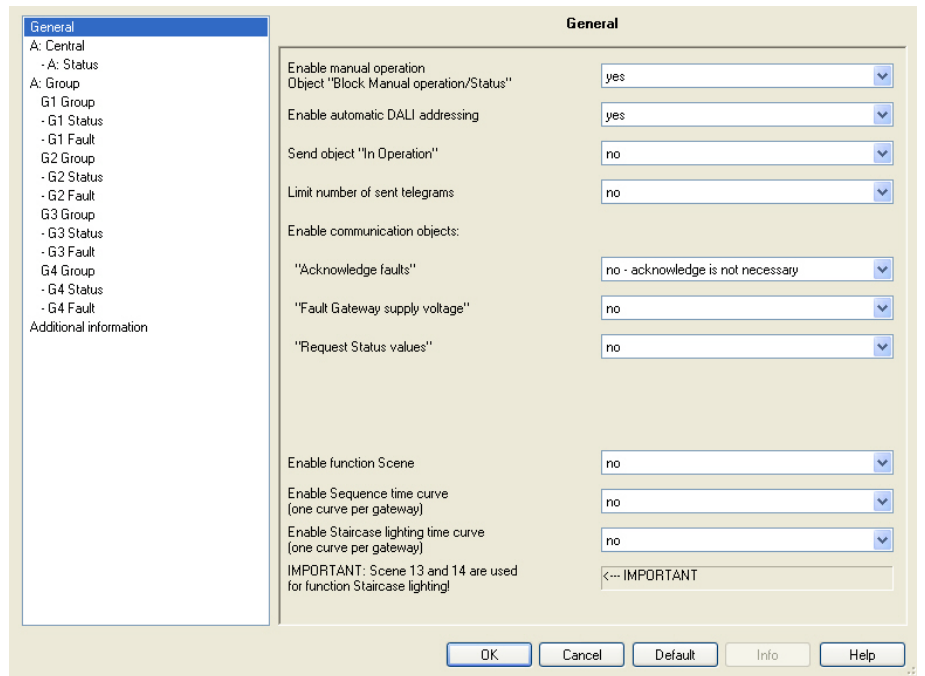 General
A: Central
- A: Status
A: Group
G1 Group
- G1 Status
- G1 Fault
G2 Group
- G2 Status
- G2 Fault
G3 Group
- G3 Status
- G3 Fault
G4 Group
- G4 Status
- G4 Fault
Additional information
General
Enable manual operation
Object "Block Manual operation/Status"
yes
Enable automatic DALI addressing
yes
Send object "In Operation"
no
Limit number of sent telegrams
no
Enable communication objects:
"Acknowledge faults"
no - acknowledge is not necessary
"Fault Gateway supply voltage"
no
"Request Status values"
no
Enable function Scene
no
Enable Sequence time curve
(one curve per gateway)
no
Enable Staircase lighting time curve
(one curve per gateway)
no
IMPORTANT: Scene 13 and 14 are used
for function Staircase lighting!
<--- IMPORTANT
OK
Cancel
Default
Info
Help